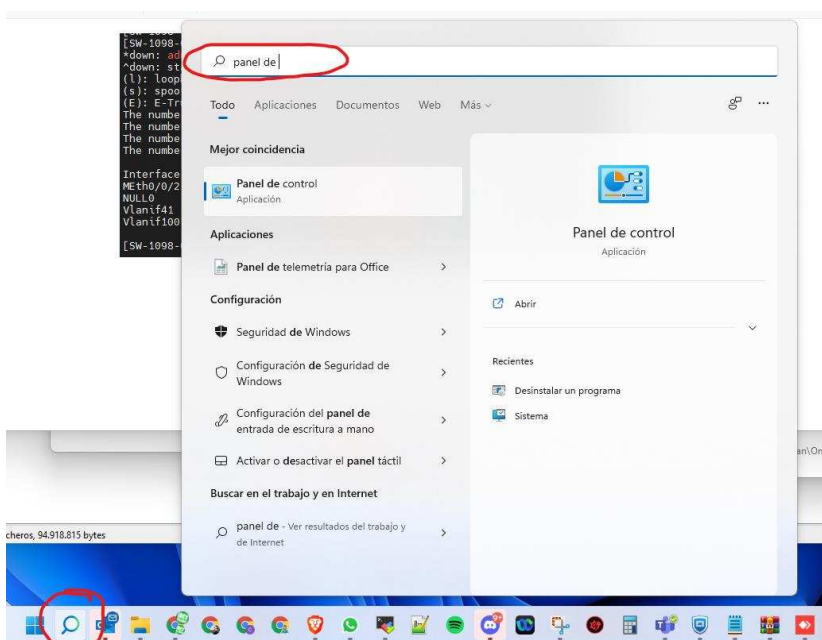 [SW-1098-
[SW-1098-
*down: ad
^down: st
(l): loop
(s): spoo
(E): E-Tr
The numbe
The numbe
The numbe
The numbe
Interface
MEth0/0/2
NULL0
Vlanif41
Vlanif100
[SW-1098-
panel de
Todo Aplicaciones Documentos Web Más
Mejor coincidencia
Panel de control
Aplicación
Aplicaciones
Panel de telemetría para Office
Configuración
Seguridad de Windows
Configuración de Seguridad de
Windows
Configuración del panel de
entrada de escritura a mano
Activar o desactivar el panel táctil
Buscar en el trabajo y en Internet
panel de - Ver resultados del trabajo y
de Internet
Panel de control
Aplicación
Abrir
Recientes
Desinstalar un programa
Sistema
an\On
cheros, 94.918.815 bytes